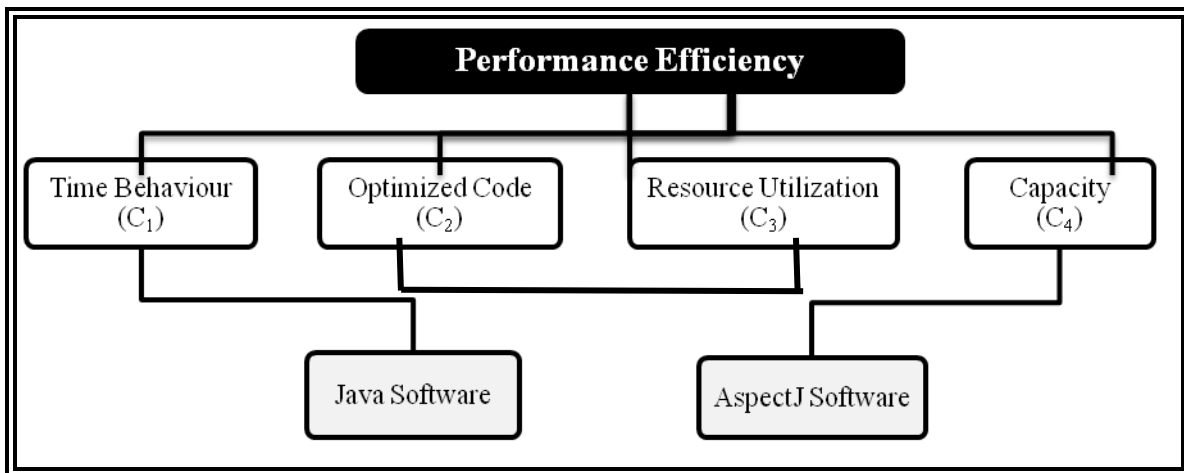 Performance Efficiency
Time Behaviour
(C₁)
Optimized Code
(C₂)
Resource Utilization
(C₃)
Capacity
(C₄)
Java Software
AspectJ Software